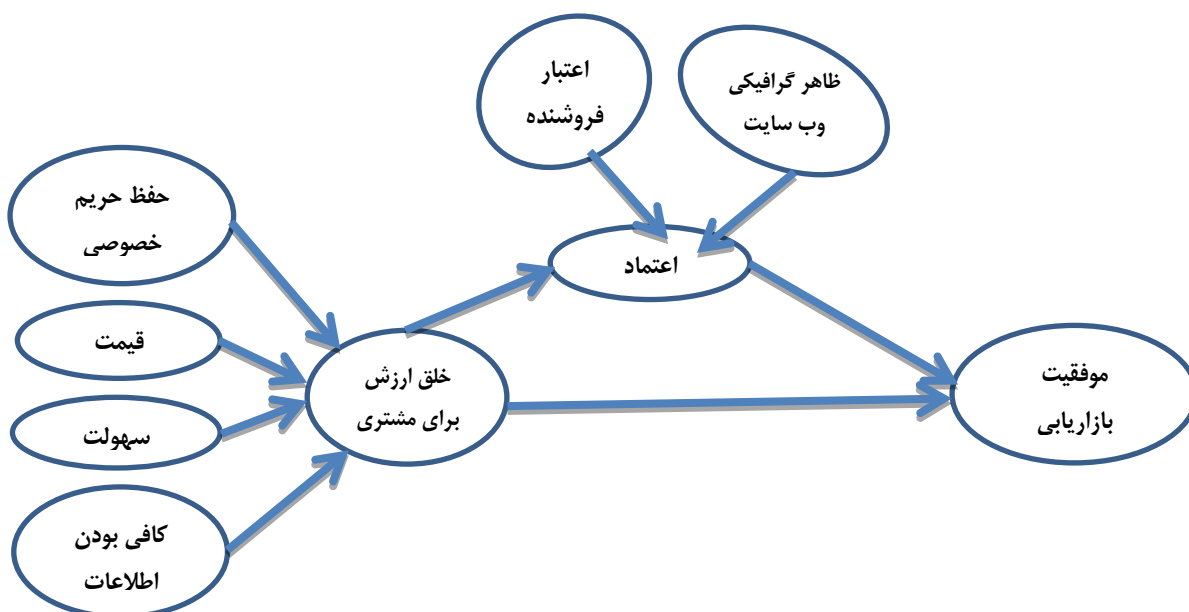 اعتبار
فروشنده
ظاهر گرافیکی
وب سایت
حفظ حریم
خصوصی
اعتماد
قیمت
خلق ارزش
برای مشتری
موفقیت
بازاریابی
سهولت
کافی بودن
اطلاعات